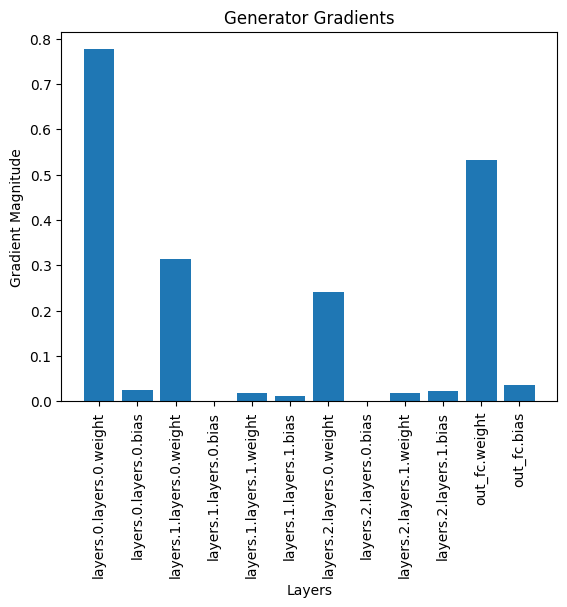 Generator Gradients
Gradient Magnitude
0.8
0.7
0.6
0.5
0.4
0.3
0.2
0.1
0.0
layers.0.layers.0.weight
layers.0.layers.0.bias
layers.1.layers.0.weight
layers.1.layers.0.bias
layers.1.layers.1.weight
layers.1.layers.1.bias
layers.2.layers.0.weight
layers.2.layers.0.bias
layers.2.layers.1.weight
layers.2.layers.1.bias
out_fc.weight
out_fc.bias
Layers